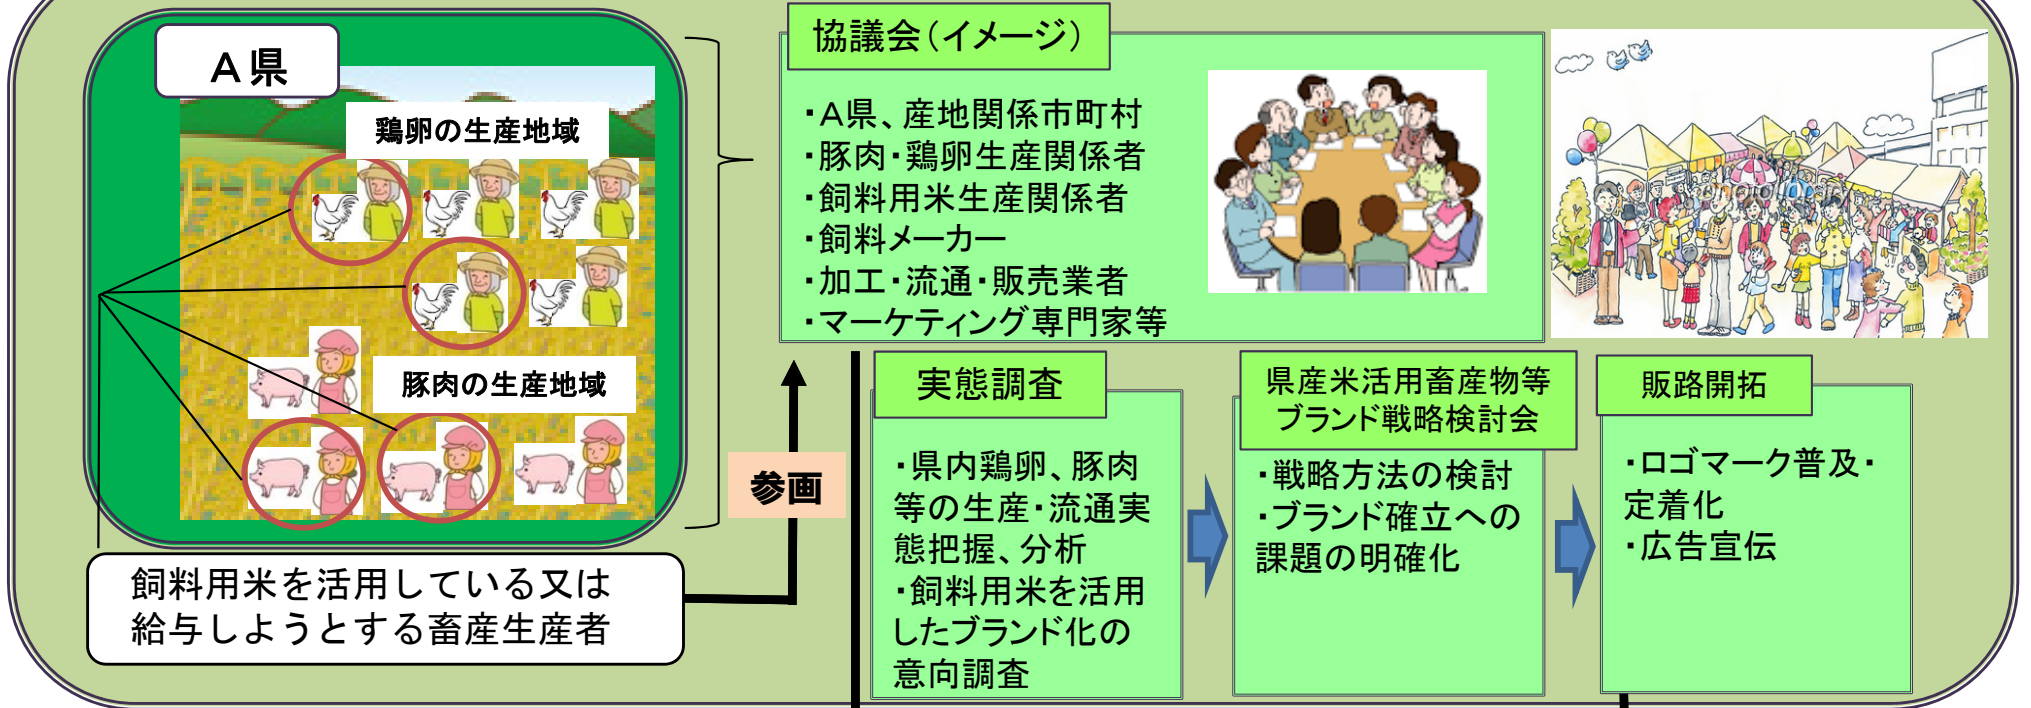 A県
鶏卵の生産地域
豚肉の生産地域
飼料用米を活用している又は
給与しようとする畜産生産者
参画
協議会(イメージ)
・A県、産地関係市町村
・豚肉・鶏卵生産関係者
・飼料用米生産関係者
・飼料メーカー
・加工・流通・販売業者
・マーケティング専門家等
実態調査
・県内鶏卵、豚肉
等の生産・流通実
態把握、分析
・飼料用米を活用
したブランド化の
意向調査
県産米活用畜産物等
ブランド戦略検討会
・戦略方法の検討
・ブランド確立への
課題の明確化
販路開拓
・ロゴマーク普及・
定着化
・広告宣伝